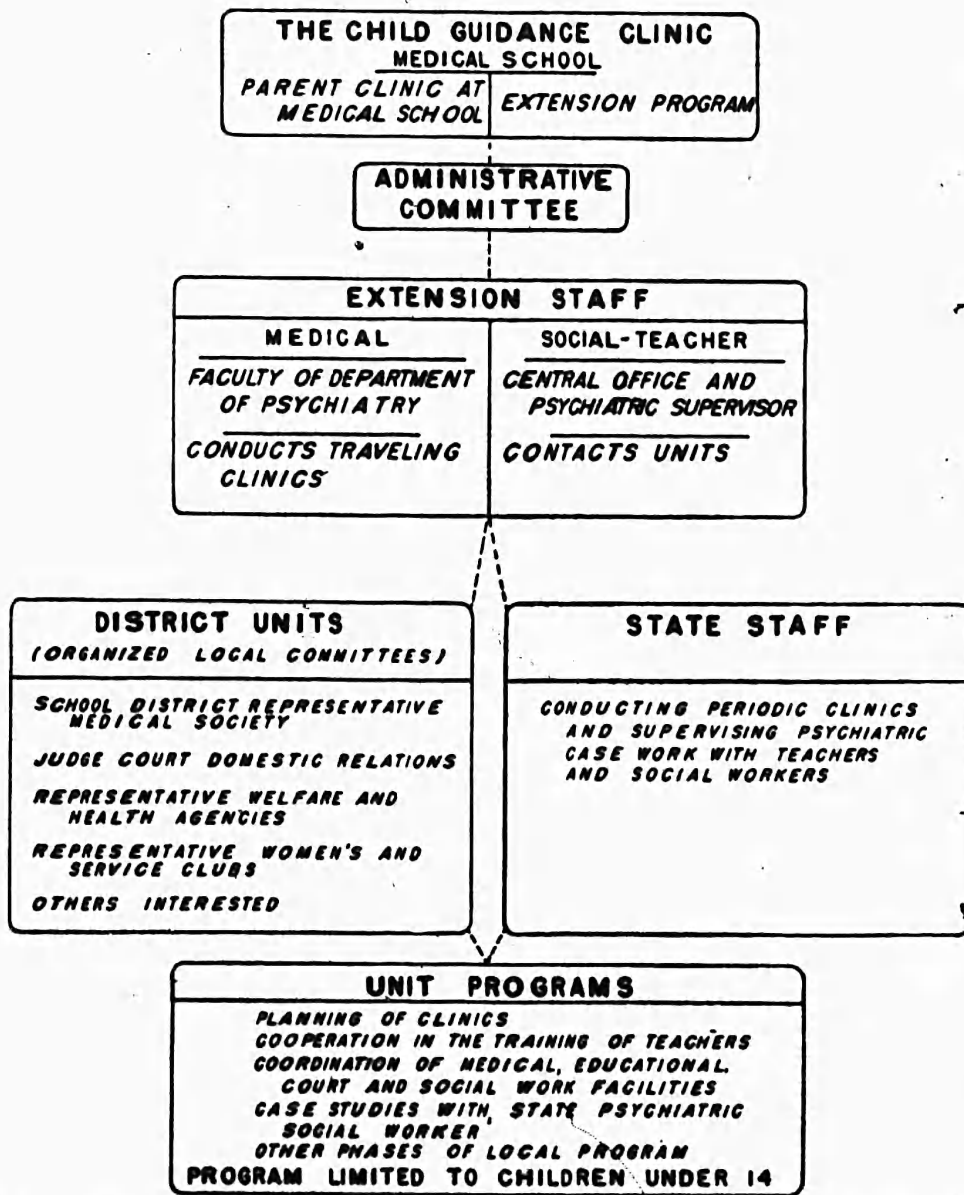 THE CHILD GUIDANCE CLINIC
MEDICAL SCHOOL
PARENT CLINIC AT
MEDICAL SCHOOL
EXTENSION PROGRAM
ADMINISTRATIVE
COMMITTEE
EXTENSION STAFF
MEDICAL
FACULTY OF DEPARTMENT
OF PSYCHIATRY
CONDUCTS TRAVELING
CLINICS
SOCIAL-TEACHER
CENTRAL OFFICE AND
PSYCHIATRIC SUPERVISOR
CONTACTS UNITS
DISTRICT UNITS
(ORGANIZED LOCAL COMMITTEES)
SCHOOL DISTRICT REPRESENTATIVE
MEDICAL SOCIETY
JUDGE COURT DOMESTIC RELATIONS
REPRESENTATIVE WELFARE AND
HEALTH AGENCIES
REPRESENTATIVE WOMEN'S AND
SERVICE CLUBS
OTHERS INTERESTED
STATE STAFF
CONDUCTING PERIODIC CLINICS
AND SUPERVISING PSYCHIATRIC
CASE WORK WITH TEACHERS
AND SOCIAL WORKERS
UNIT PROGRAMS
PLANNING OF CLINICS
COOPERATION IN THE TRAINING OF TEACHERS
COORDINATION OF MEDICAL, EDUCATIONAL,
COURT AND SOCIAL WORK FACILITIES
CASE STUDIES WITH STATE PSYCHIATRIC
SOCIAL WORKER
OTHER PHASES OF LOCAL PROGRAM
PROGRAM LIMITED TO CHILDREN UNDER 14